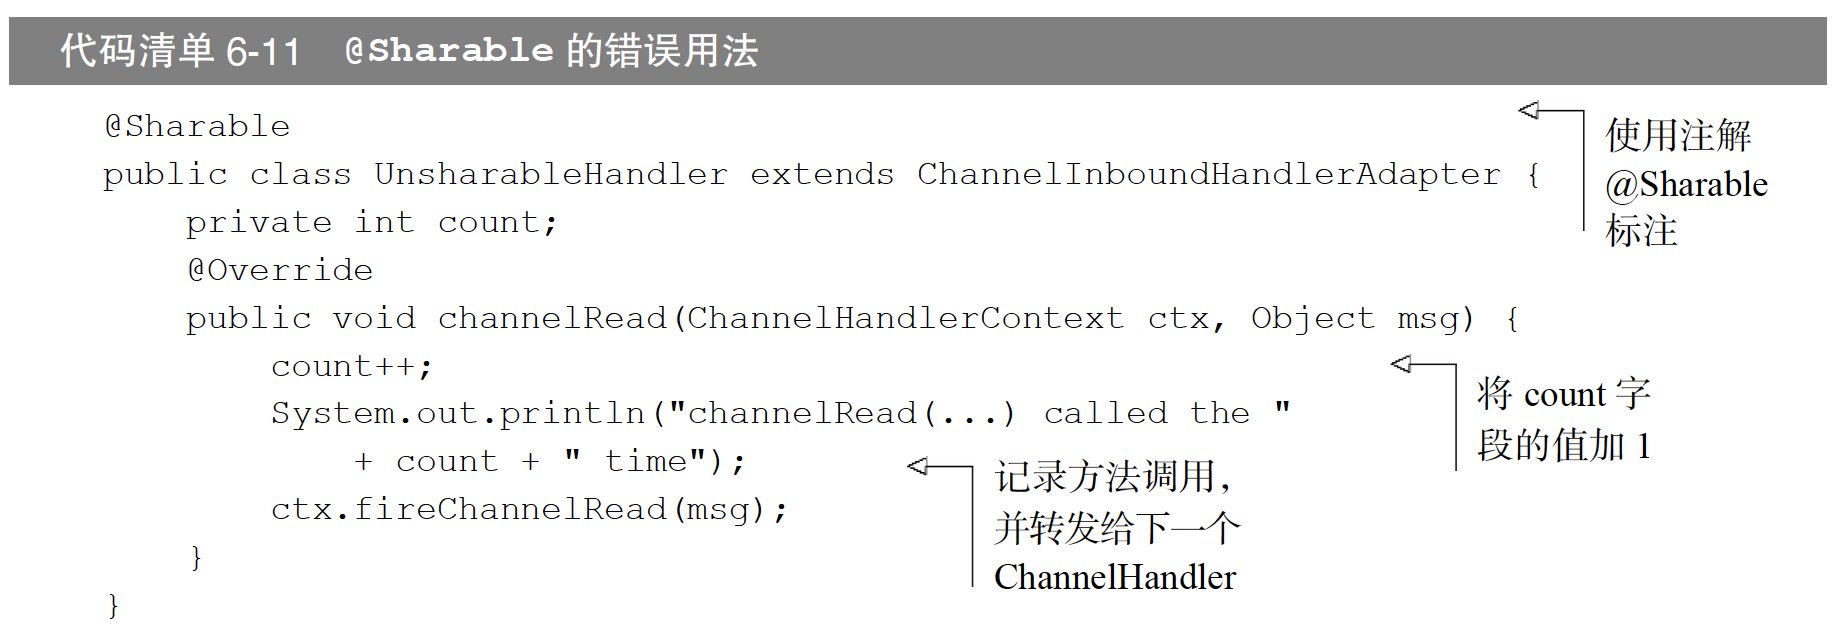 代码清单 6-11 @Sharable 的错误用法
@Sharable
public class UnsharableHandler extends ChannelInboundHandlerAdapter {
private int count;
@Override
public void channelRead(ChannelHandlerContext ctx, Object msg) {
count++;
System.out.println("channelRead(...) called the "
+ count + " time");
ctx.fireChannelRead(msg);
}
}
使用注解
@Sharable
标注
将 count 字
段的值加 1
记录方法调用，
并转发给下一个
ChannelHandler